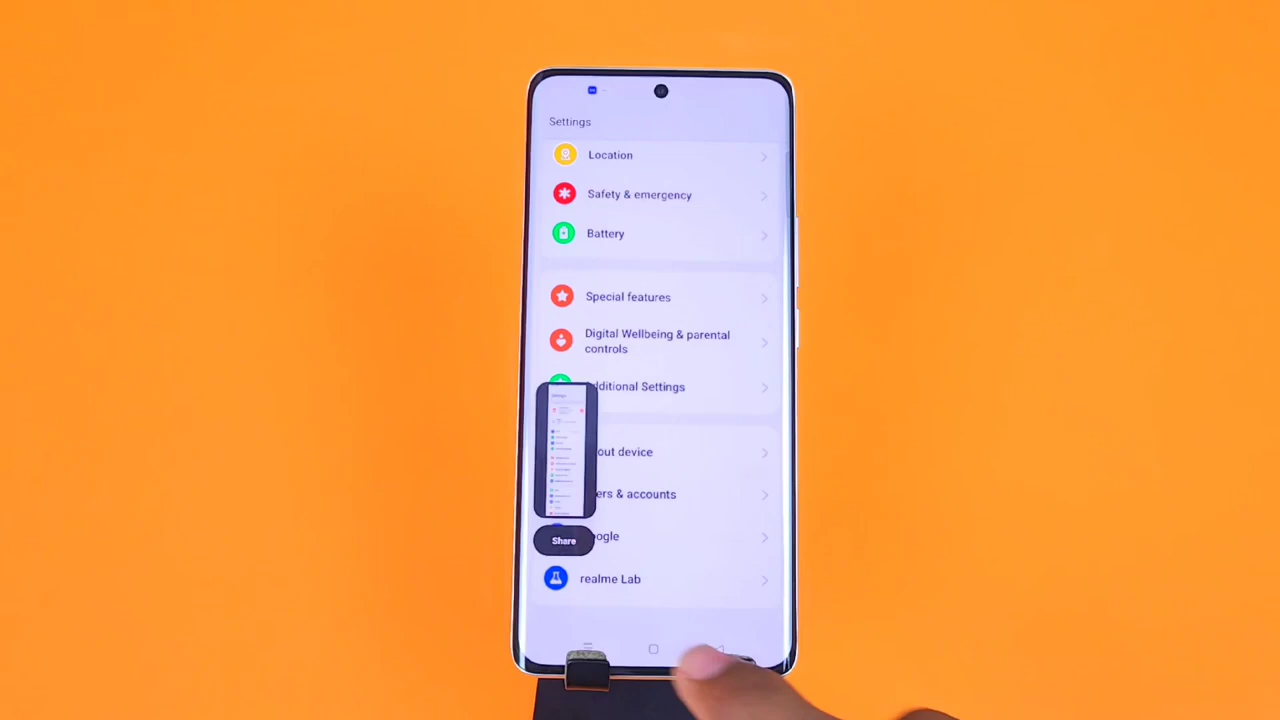 Settings
Location
Safety & emergency
Battery
Special features
Digital Wellbeing & parental
controls
dditional Settings
out device
ers & accounts
ogle
Share
realme Lab